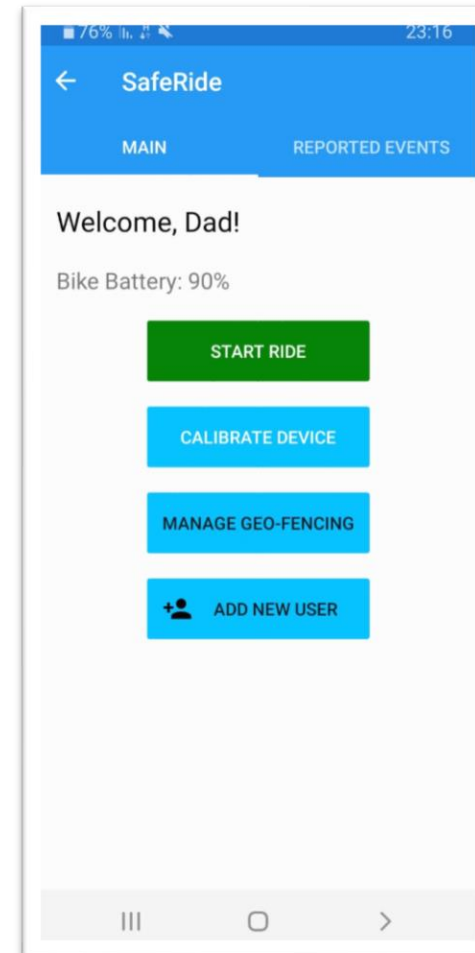 76% 23:16
SafeRide
MAIN REPORTED EVENTS
Welcome, Dad!
Bike Battery: 90%
START RIDE
CALIBRATE DEVICE
MANAGE GEO-FENCING
ADD NEW USER